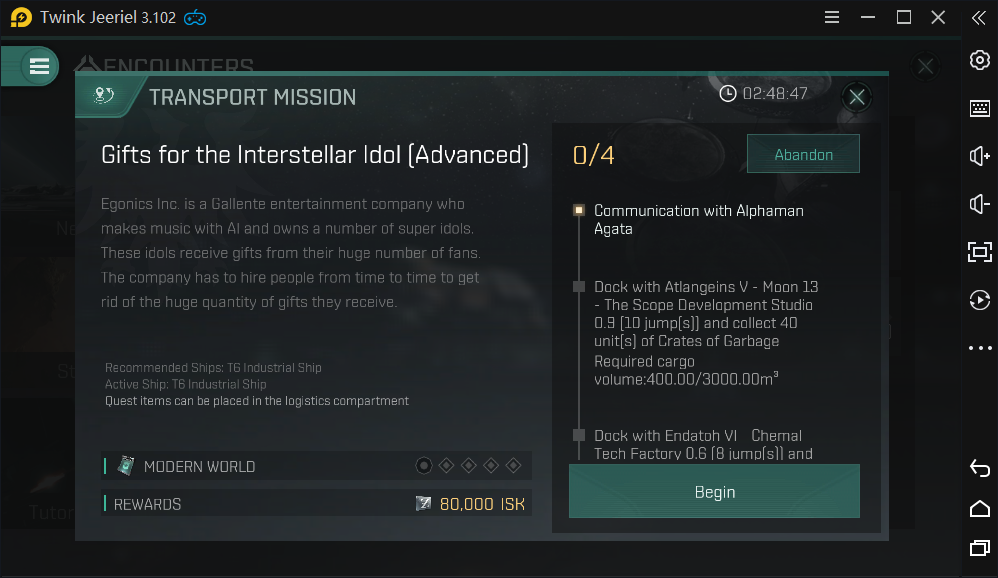 Twink Jeeriel 3.102
ENCOUNTERS
TRANSPORT MISSION
02:48:47
Gifts for the Interstellar Idol (Advanced)
Egonics Inc. is a Gallente entertainment company who
makes music with AI and owns a number of super idols.
These idols receive gifts from their huge number of fans.
The company has to hire people from time to time to get
rid of the huge quantity of gifts they receive.
Recommended Ships: T6 Industrial Ship
Active Ship: T6 Industrial Ship
Quest items can be placed in the logistics compartment
MODERN WORLD
REWARDS
80,000 ISK
0/4
Abandon
Communication with Alphaman
Agata
Dock with Atlangeins V - Moon 13
- The Scope Development Studio
0.9 (10 jump(s)) and collect 40
unit(s) of Crates of Garbage
Required cargo
volume:400.00/3000.00m³
Dock with Endatoh VI Chemal
Tech Factory 0.6 (8 jump(s)) and
Begin